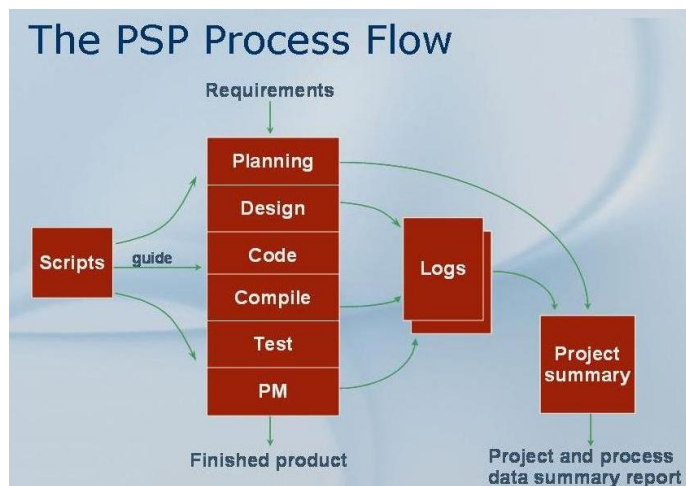 The PSP Process Flow
Requirements
Planning
Design
Code
Compile
Test
PM
Scripts
guide
Logs
Project
summary
Finished product
Project and process
data summary report